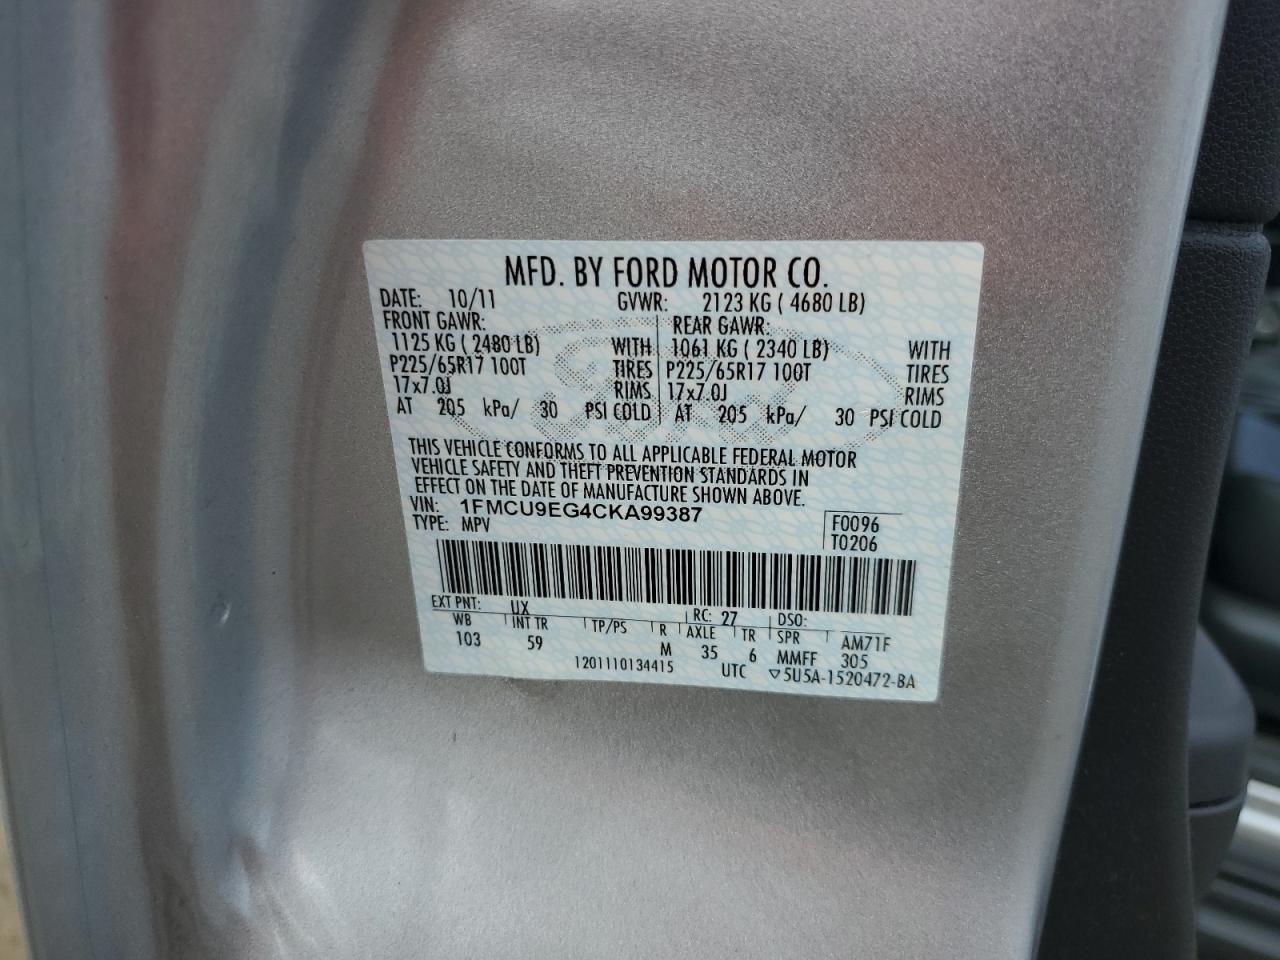 MFD. BY FORD MOTOR CO.
DATE: 10/11 GVWR: 2123 KG ( 4680 LB)
FRONT GAWR: REAR GAWR:
1125 KG ( 2480 LB) WITH 1061 KG ( 2340 LB) WITH
P225/65R17 100T TIRES P225/65R17 100T TIRES
17x7.0J RIMS 17x7.0J RIMS
AT 205 kPa/ 30 PSI COLD AT 205 kPa/ 30 PSI COLD
THIS VEHICLE CONFORMS TO ALL APPLICABLE FEDERAL MOTOR
VEHICLE SAFETY AND THEFT PREVENTION STANDARDS IN
EFFECT ON THE DATE OF MANUFACTURE SHOWN ABOVE.
VIN: 1FMCU9EG4CKA99387
TYPE: MPV
F0096
T0206
EXT PNT: UX RC: 27 DSO:
WB INT TR TP/PS R AXLE TR SPR AM71F
103 59 M 35 6 MMFF 305
1201110134415 UTC ▽5U5A-1520472-BA